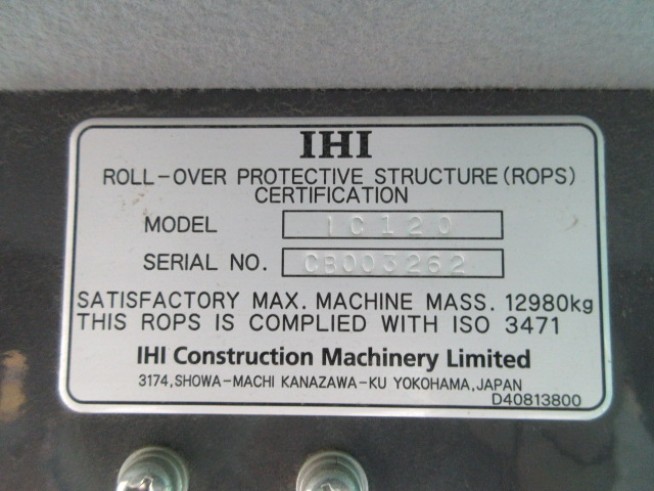 IHI
ROLL-OVER PROTECTIVE STRUCTURE (ROPS)
CERTIFICATION
MODEL IC120
SERIAL NO. CB003262
SATISFACTORY MAX. MACHINE MASS. 12980kg
THIS ROPS IS COMPLIED WITH ISO 3471
IHI Construction Machinery Limited
3174,SHOWA-MACHI KANAZAWA-KU YOKOHAMA,JAPAN
D40813800